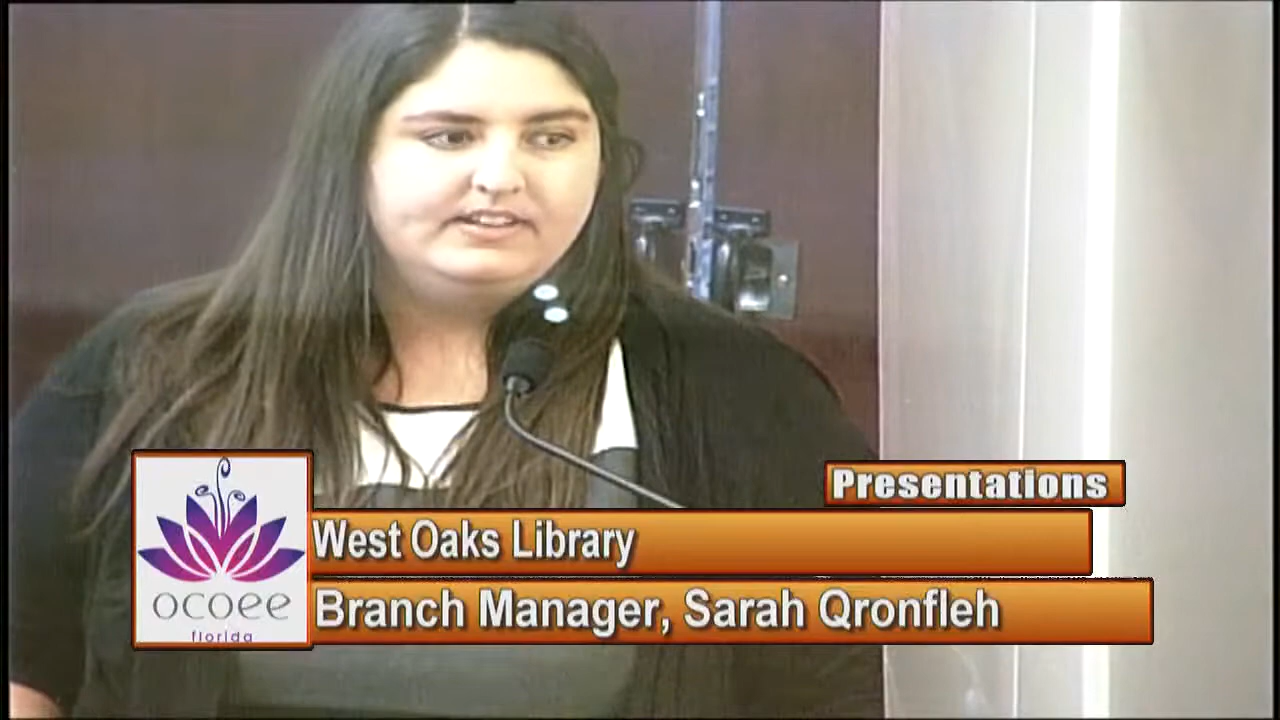 Presentations
West Oaks Library
Branch Manager, Sarah Qronfleh
ocoee
florida